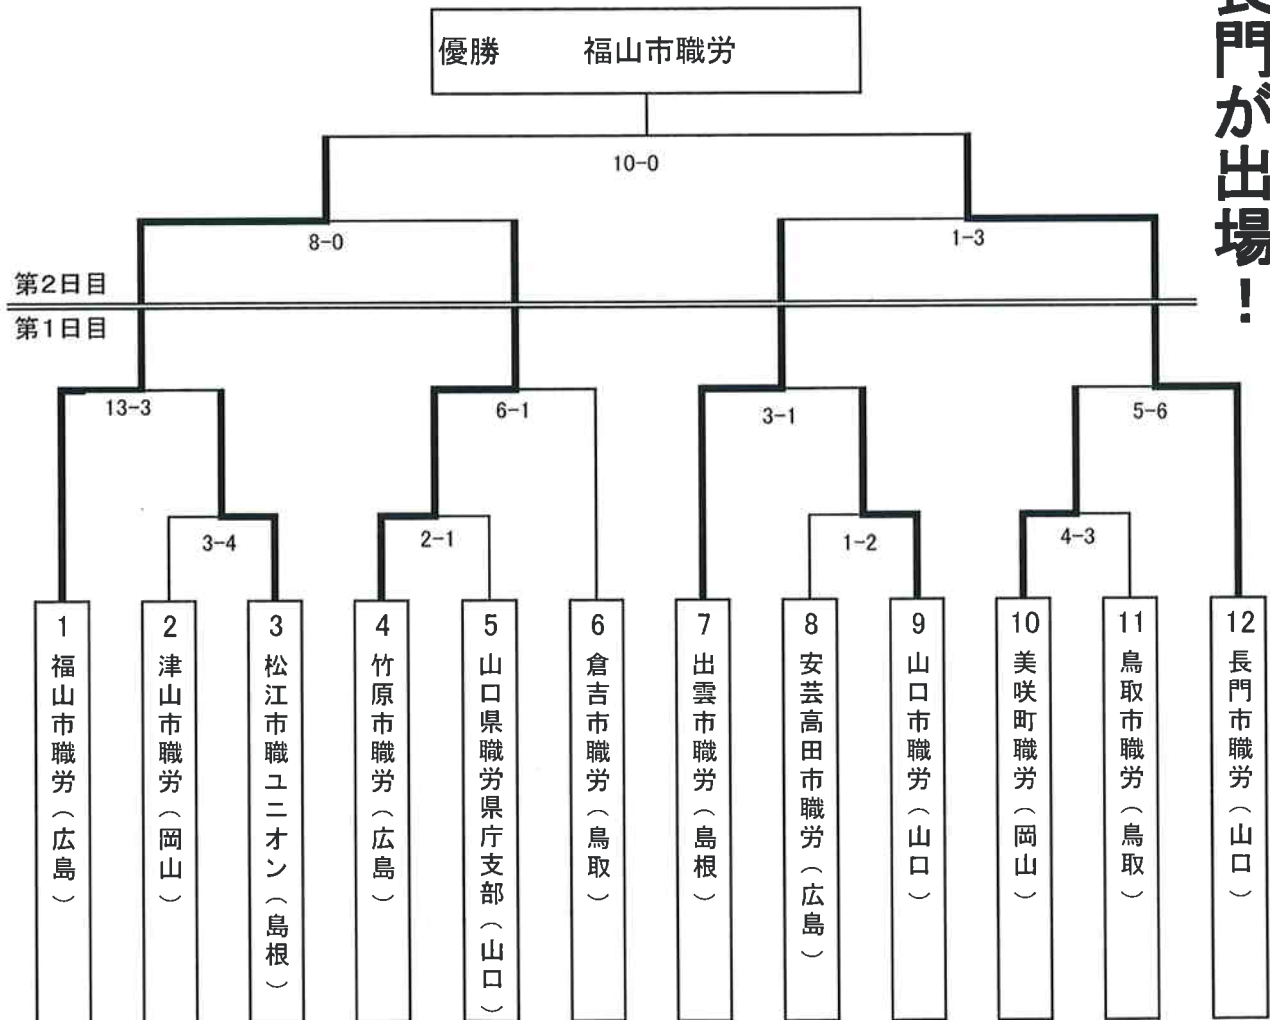 長門が出場！
優勝　福山市職労
10-0
8-0
1-3
第2日目
第1日目
13-3
6-1
3-1
5-6
3-4
2-1
1-2
4-3
1 福山市職労（広島）
2 津山市職労（岡山）
3 松江市職ユニオン（島根）
4 竹原市職労（広島）
5 山口県職労県庁支部（山口）
6 倉吉市職労（鳥取）
7 出雲市職労（島根）
8 安芸高田市職労（広島）
9 山口市職労（山口）
10 美咲町職労（岡山）
11 鳥取市職労（鳥取）
12 長門市職労（山口）